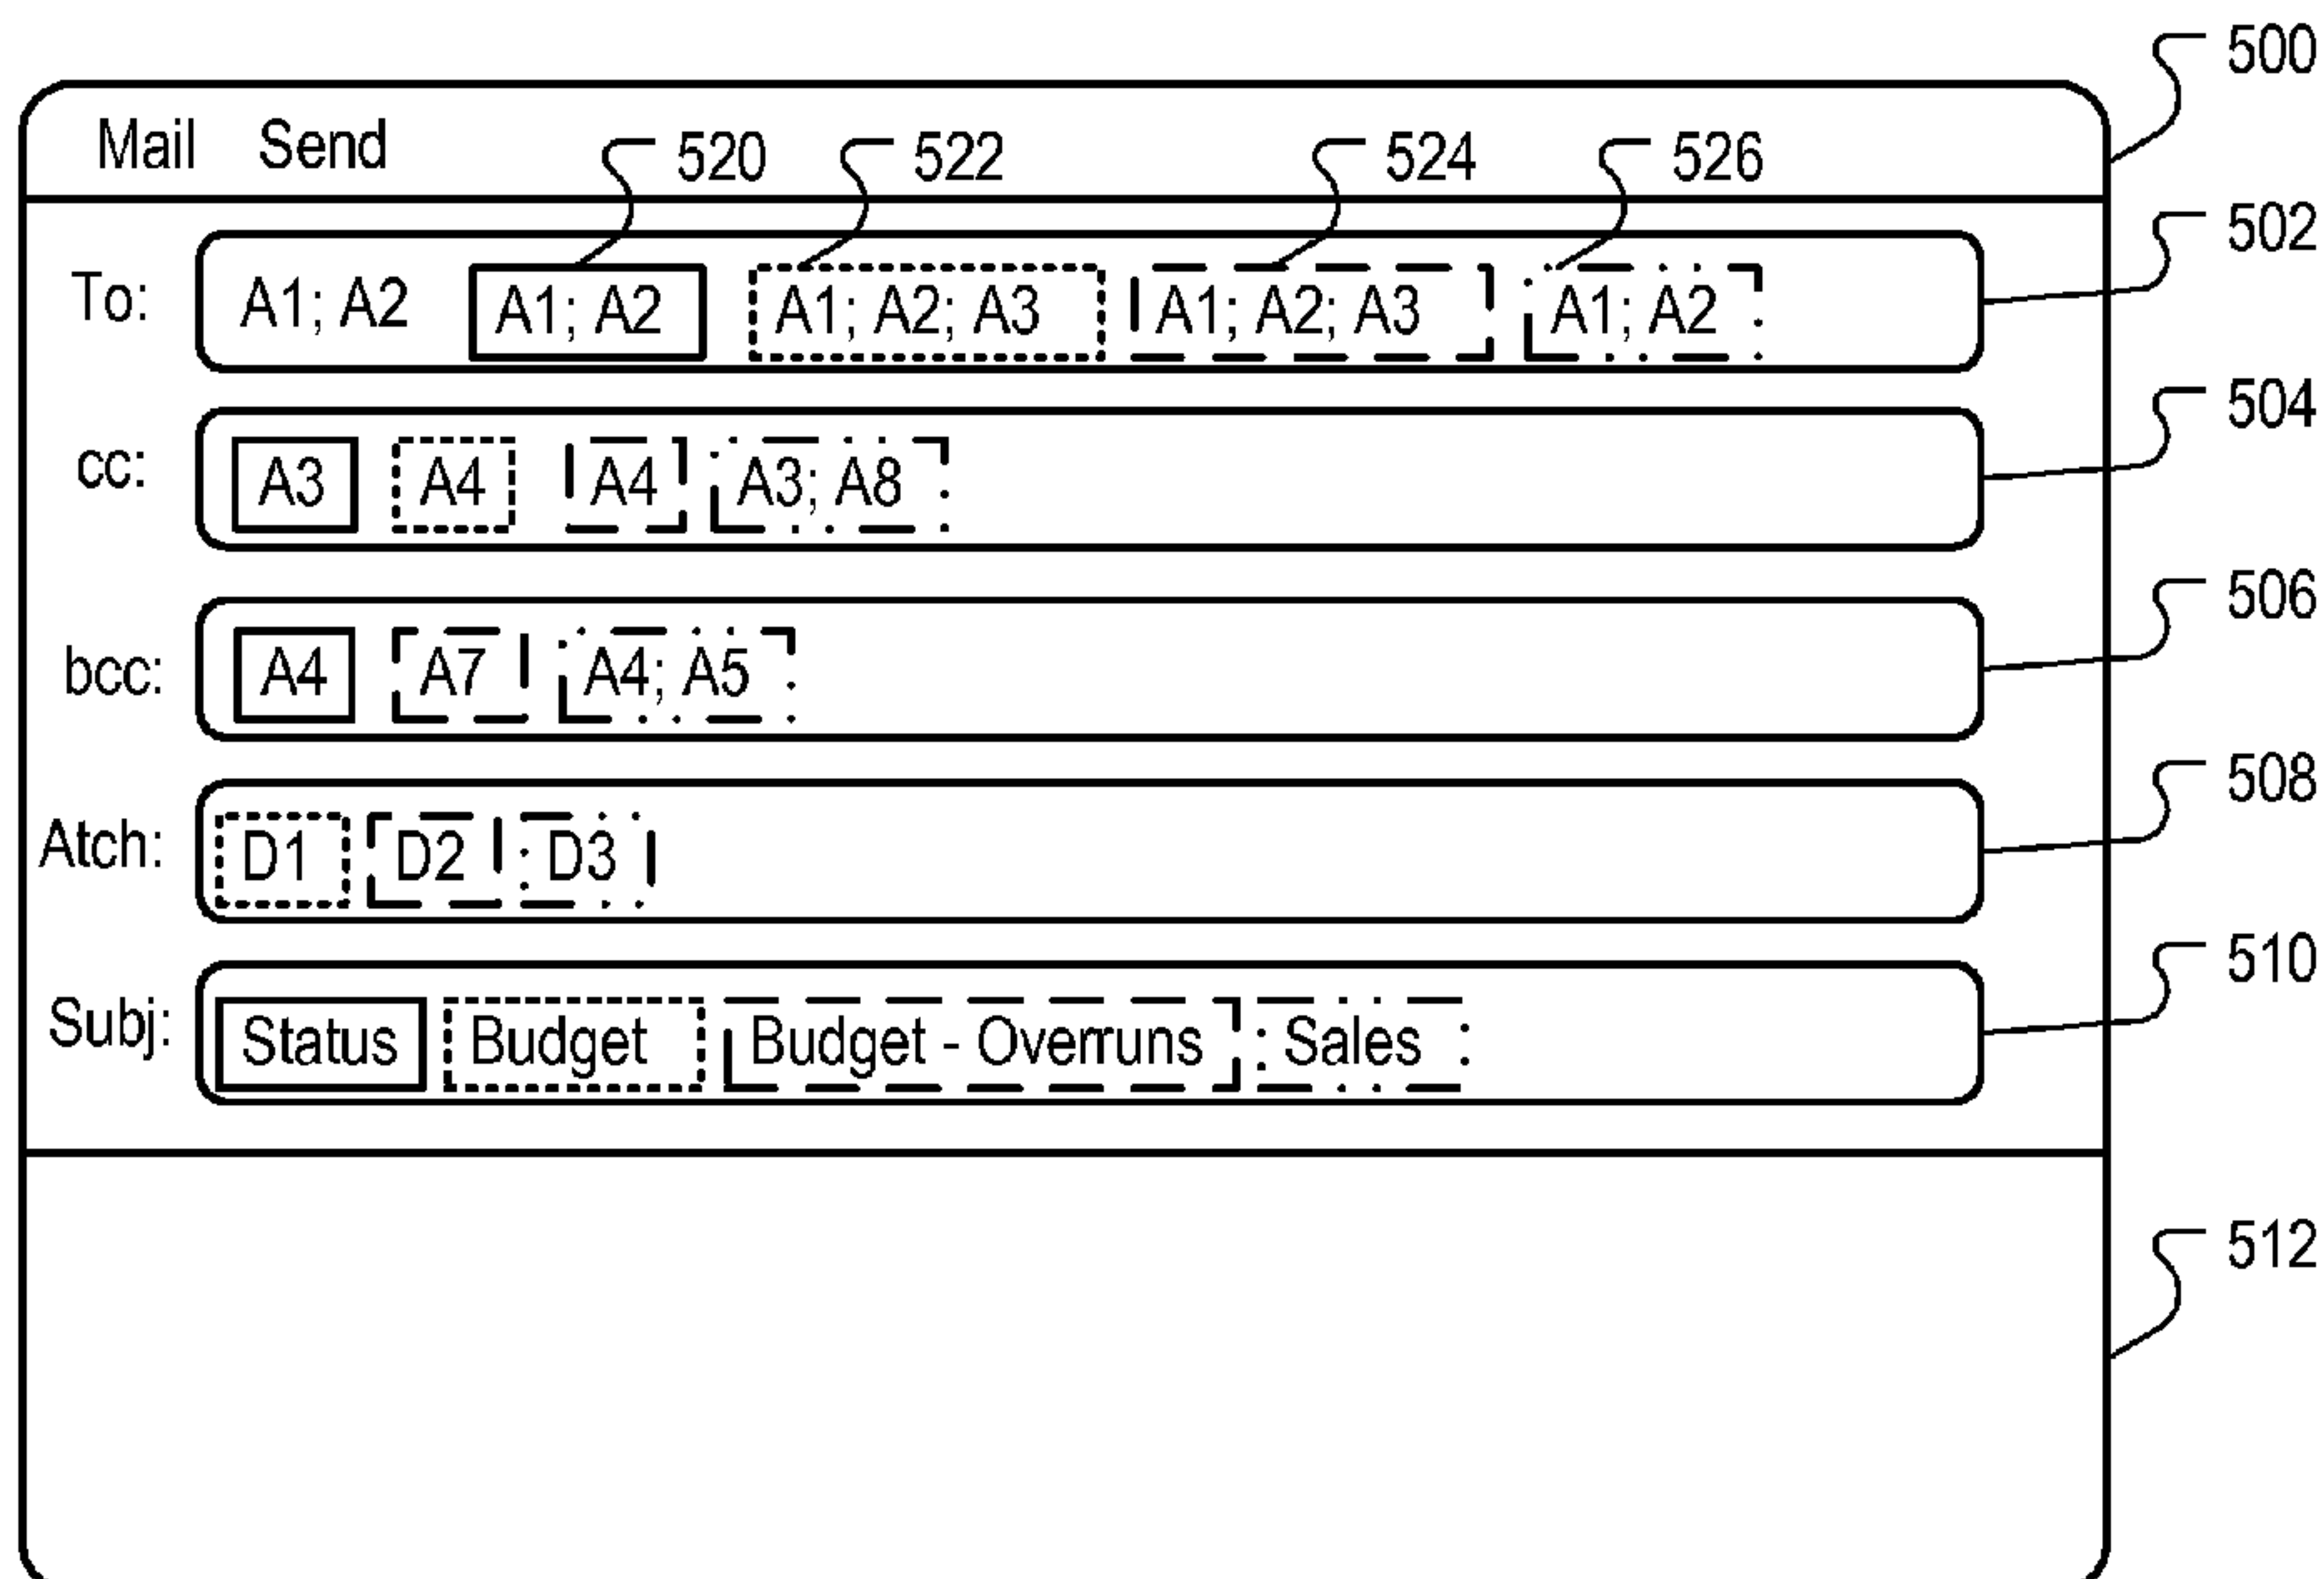 500
Mail Send 520 522 524 526
502
To: A1; A2 A1; A2 A1; A2; A3 A1; A2; A3 A1; A2
504
cc: A3 A4 A4 A3; A8
506
bcc: A4 A7 A4; A5
508
Atch: D1 D2 D3
510
Subj: Status Budget Budget - Overruns Sales
512